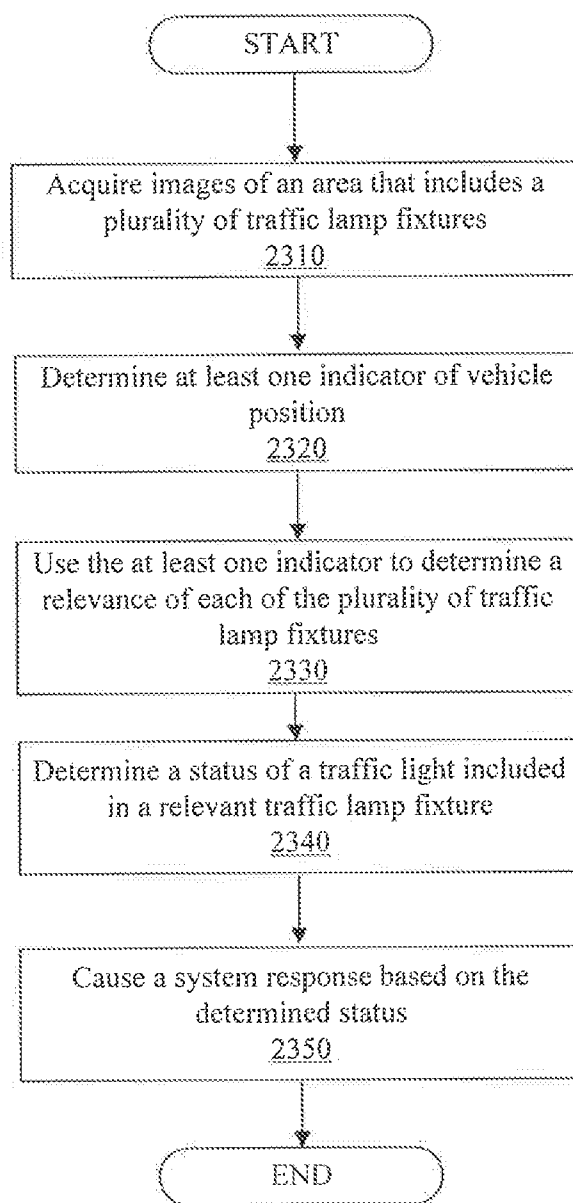 START
Acquire images of an area that includes a
plurality of traffic lamp fixtures
2310
Determine at least one indicator of vehicle
position
2320
Use the at least one indicator to determine a
relevance of each of the plurality of traffic
lamp fixtures
2330
Determine a status of a traffic light included
in a relevant traffic lamp fixture
2340
Cause a system response based on the
determined status
2350
END